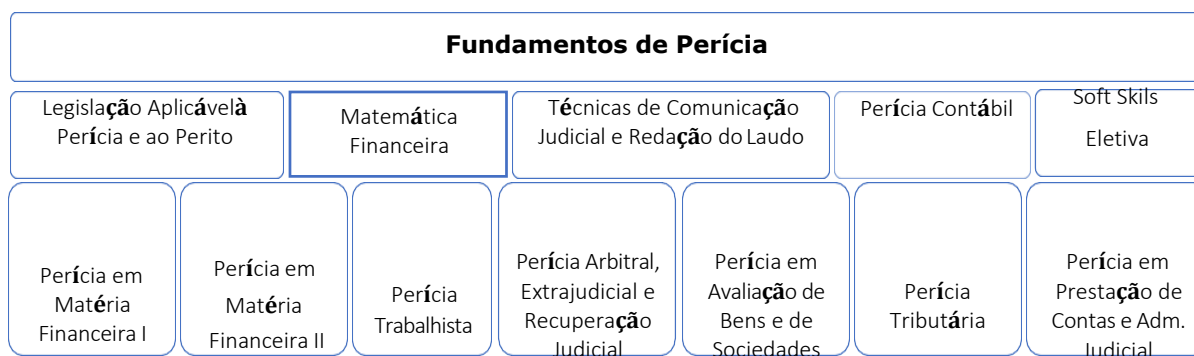 Fundamentos de Perícia
Legislação Aplicávelà
Perícia e ao Perito
Matemática
Financeira
Técnicas de Comunicação
Judicial e Redação do Laudo
Perícia Contábil
Soft Skils
Eletiva
Perícia em
Matéria
Financeira I
Perícia em
Matéria
Financeira II
Perícia
Trabalhista
Perícia Arbitral,
Extrajudicial e
Recuperação
Judicial
Perícia em
Avaliação de
Bens e de
Sociedades
Perícia
Tributária
Perícia em
Prestação de
Contas e Adm.
Judicial